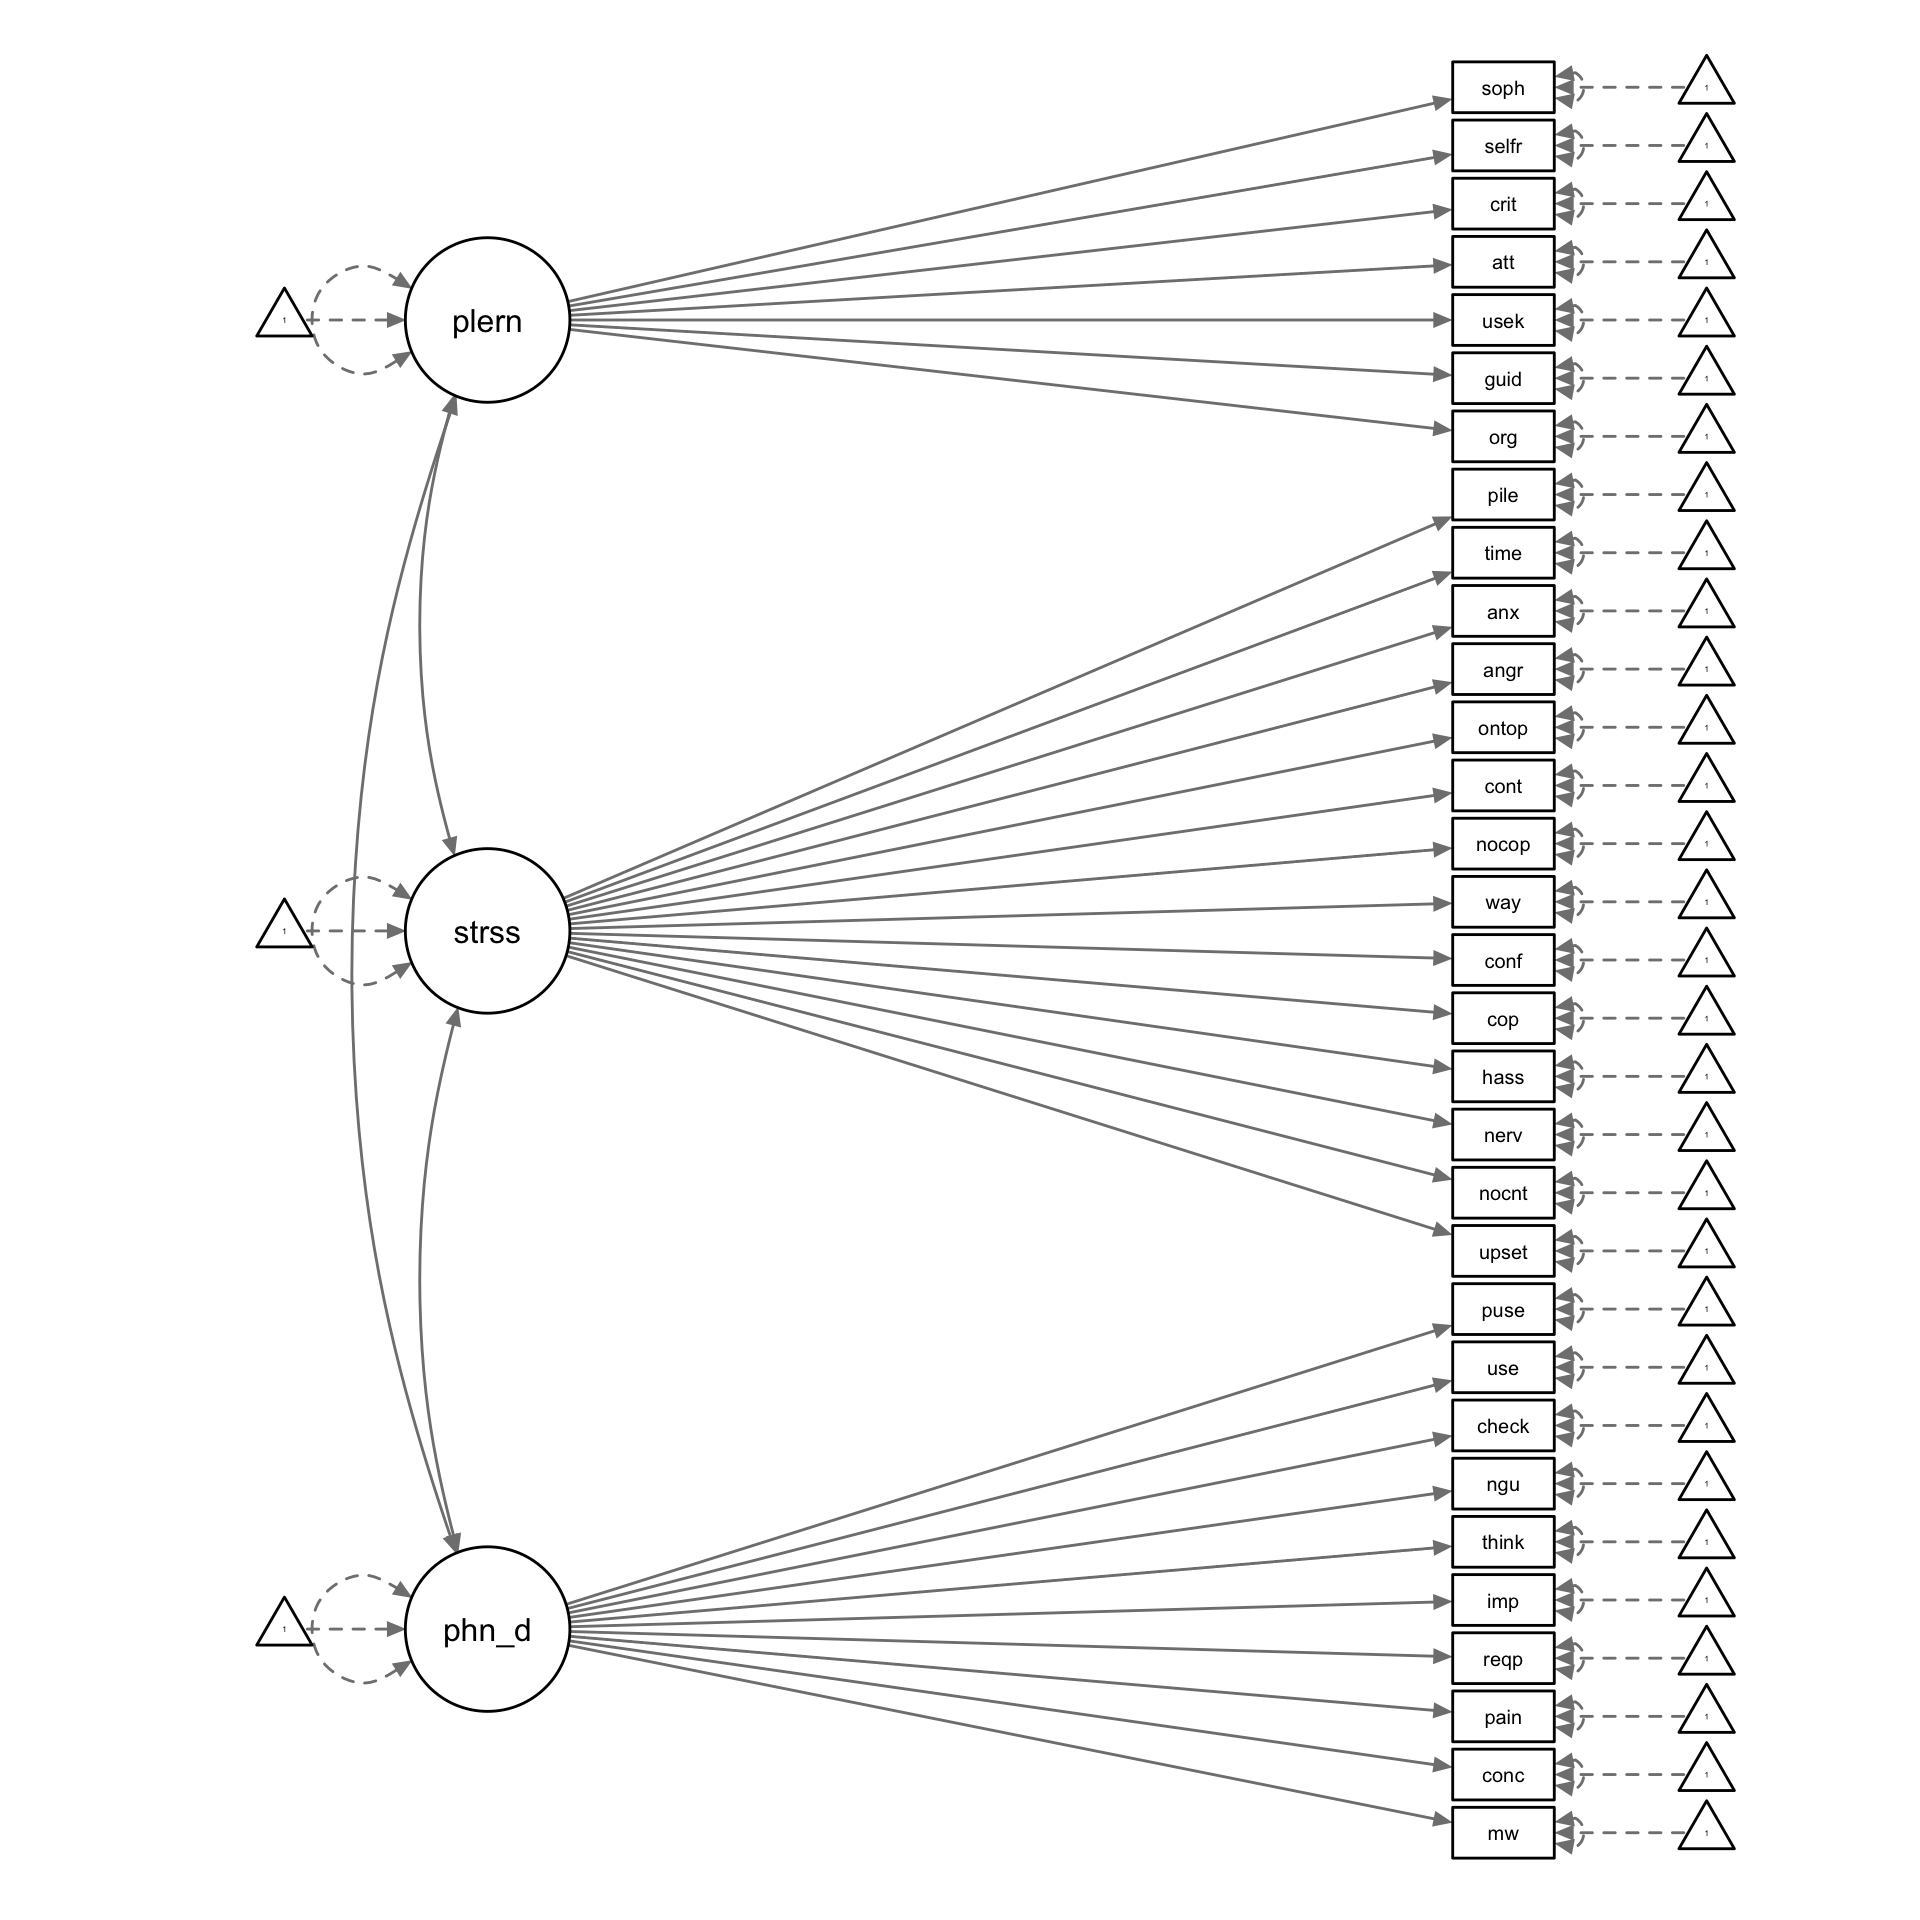 soph
1
selfr
1
crit
1
att
1
1
plern
usek
1
guid
1
org
1
pile
1
time
1
anx
1
angr
1
ontop
1
cont
1
nocop
1
way
1
1
strss
conf
1
cop
1
hass
1
nerv
1
nocnt
1
upset
1
puse
1
use
1
check
1
ngu
1
think
1
imp
1
1
phn_d
reqp
1
pain
1
conc
1
mw
1